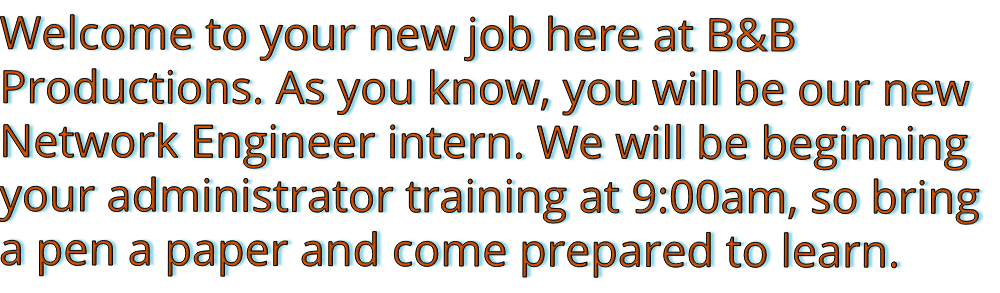 Welcome to your new job here at B&B
Productions. As you know, you will be our new
Network Engineer intern. We will be beginning
your administrator training at 9:00am, so bring
a pen a paper and come prepared to learn.